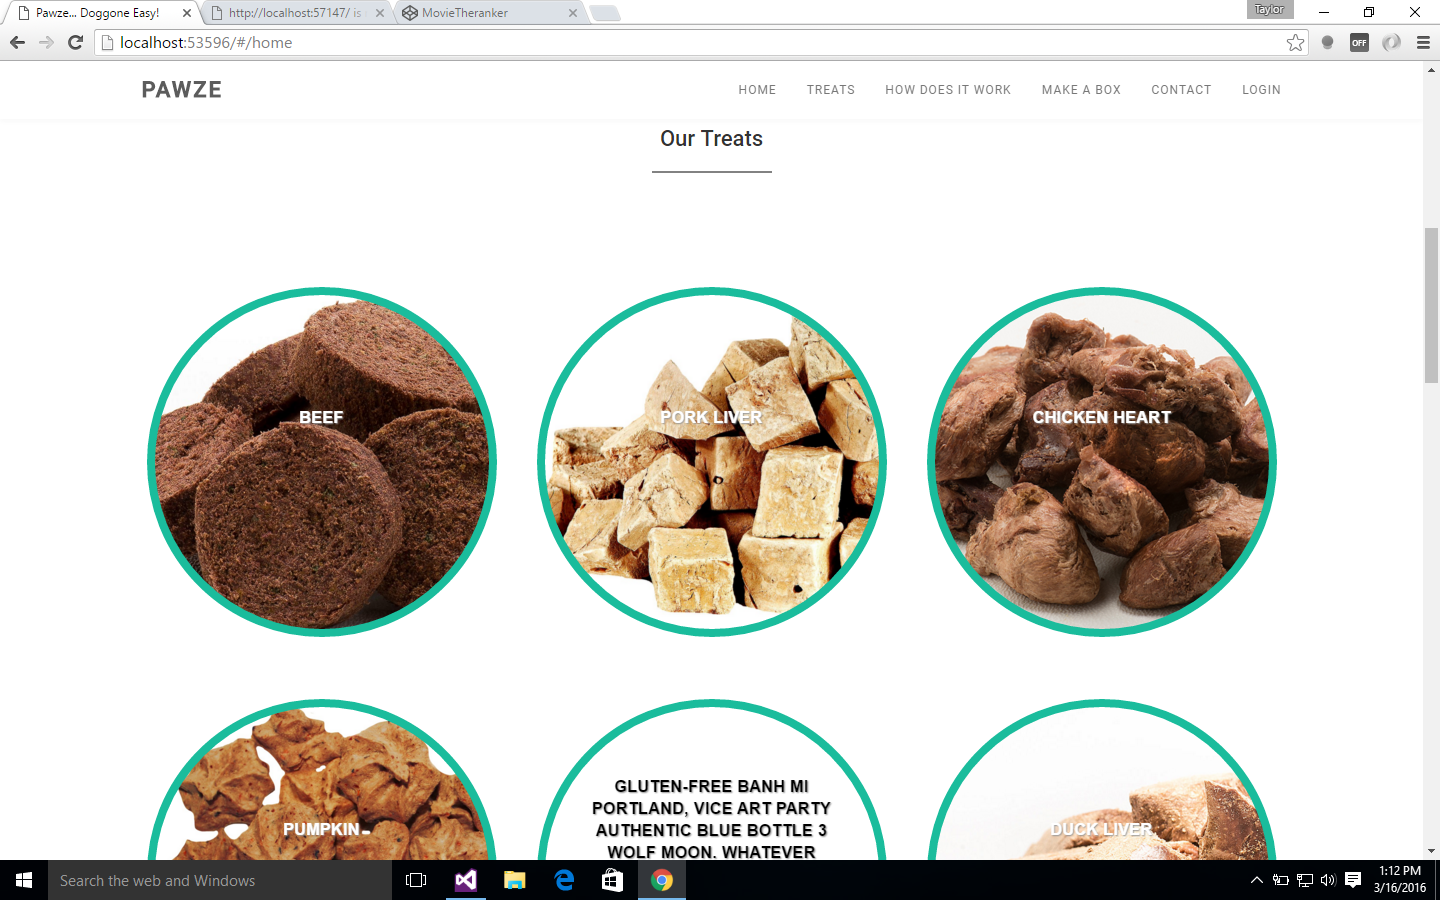 Pawze... Doggone Easy!
http://localhost:57147/ is
MovieTheranker
Taylor
localhost:53596/#/home
OFF
PAWZE
HOME TREATS HOW DOES IT WORK MAKE A BOX CONTACT LOGIN
Our Treats
BEEF
PORK LIVER
CHICKEN HEART
PUMPKIN
GLUTEN-FREE BANH MI
PORTLAND, VICE ART PARTY
AUTHENTIC BLUE BOTTLE 3
WOLF MOON. WHATEVER
DUCK LIVER
Search the web and Windows
1:12 PM
3/16/2016